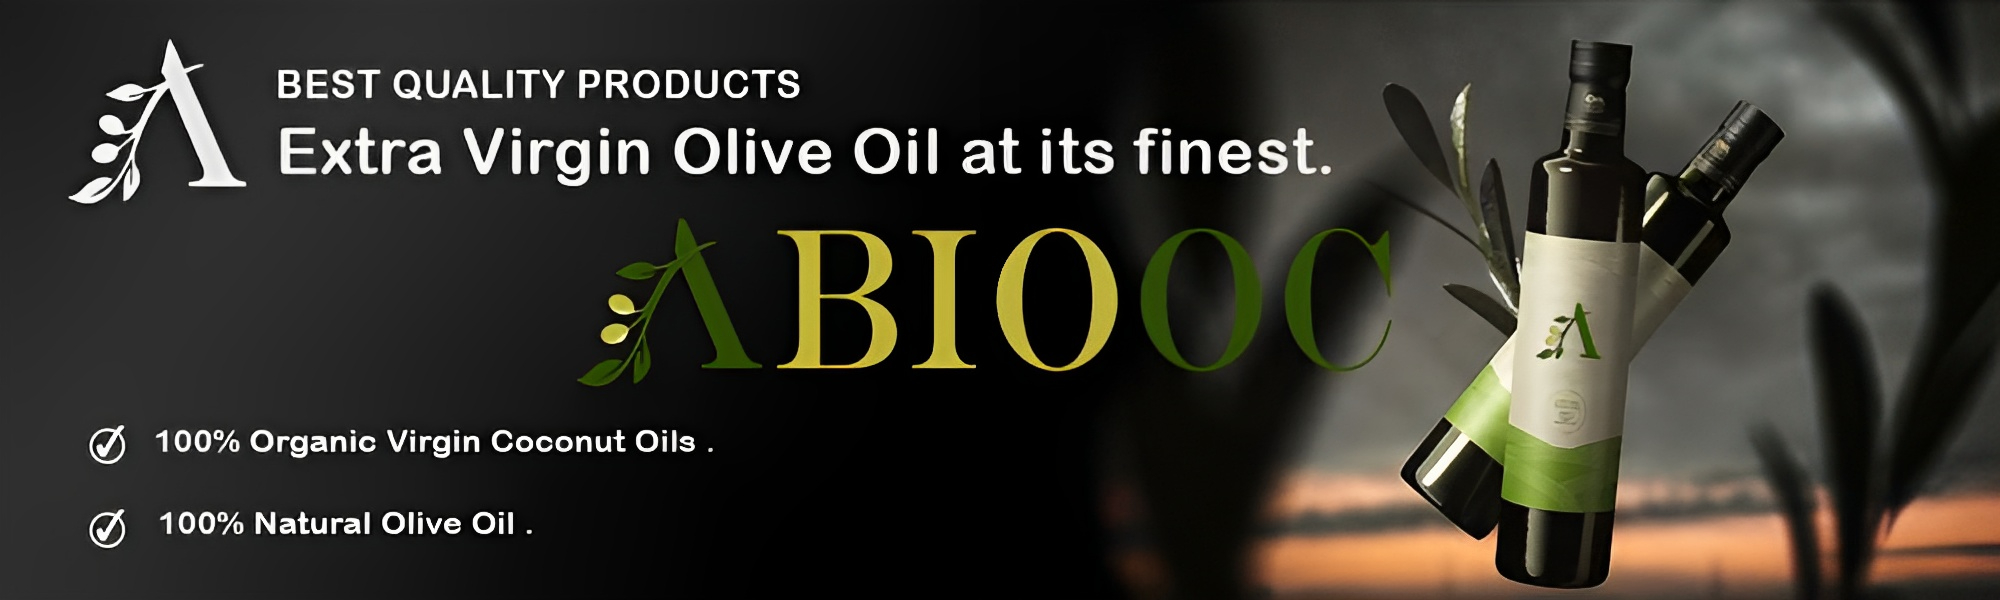 BEST QUALITY PRODUCTS
Extra Virgin Olive Oil at its finest.
ABIOOC
100% Organic Virgin Coconut Oils .
100% Natural Olive Oil .
A